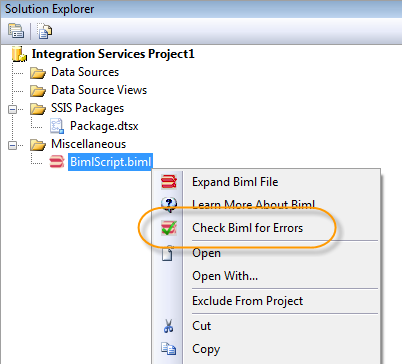 Solution Explorer
Integration Services Project1
Data Sources
Data Source Views
SSIS Packages
Package.dtsx
Miscellaneous
BimlScript.biml
Expand Biml File
Learn More About Biml
Check Biml for Errors
Open
Open With...
Exclude From Project
Cut
Copy